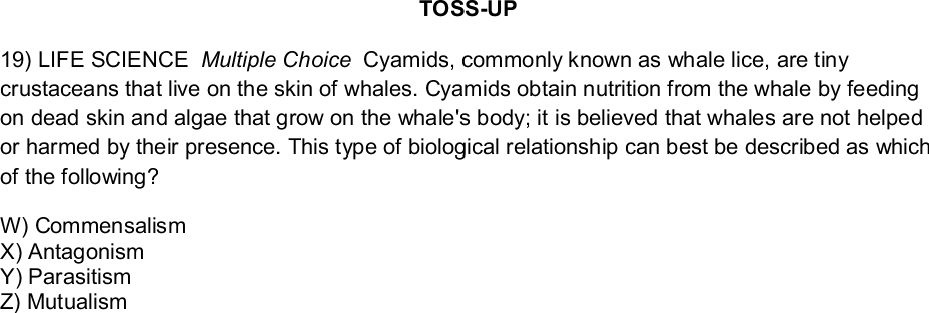 TOSS-UP
19) LIFE SCIENCE Multiple Choice Cyamids, commonly known as whale lice, are tiny
crustaceans that live on the skin of whales. Cyamids obtain nutrition from the whale by feeding
on dead skin and algae that grow on the whale's body; it is believed that whales are not helped
or harmed by their presence. This type of biological relationship can best be described as which
of the following?
W) Commensalism
X) Antagonism
Y) Parasitism
Z) Mutualism